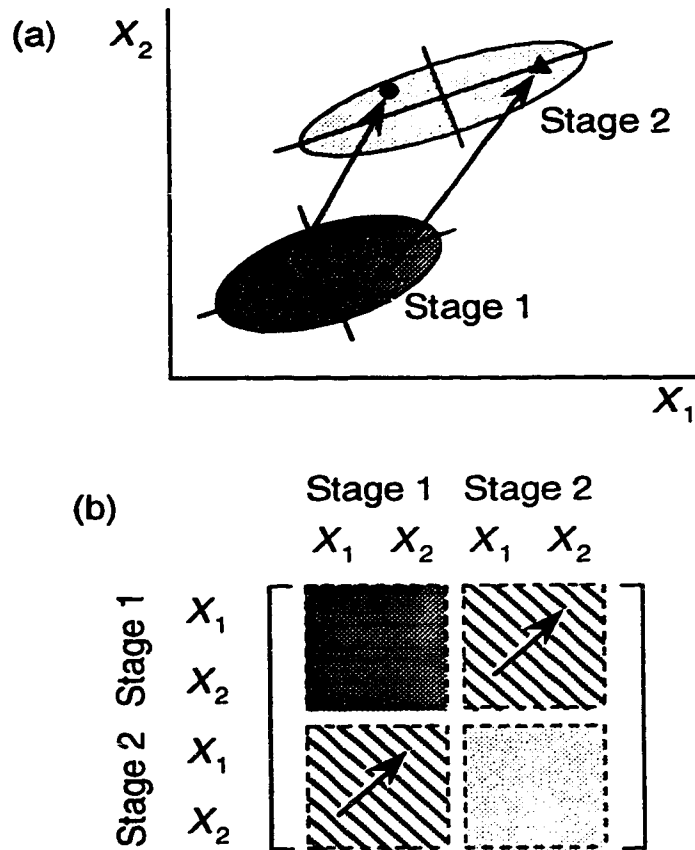 (a)
X₂
Stage 2
Stage 1
X₁
(b)
Stage 1 Stage 2
X₁ X₂ X₁ X₂
Stage 1
X₁
X₂
Stage 2
X₁
X₂